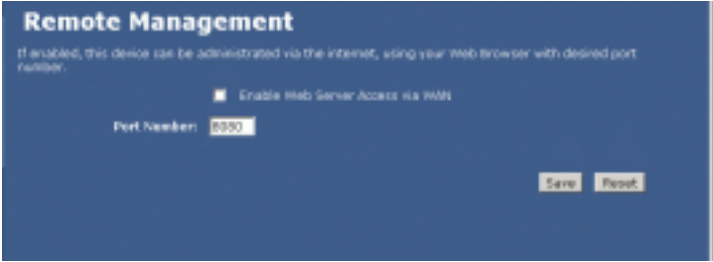 Remote Management
If enabled, this device can be administrated via the internet, using your Web Browser with desired port
number.
Enable Web Server Access via WAN
Port Number: 8080
Save Reset